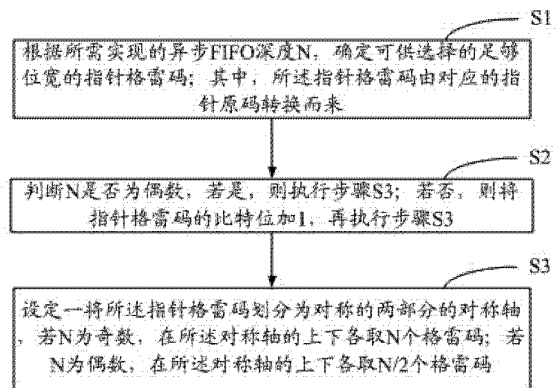 S1
根据所需实现的异步FIFO深度N，确定可供选择的足够
位宽的指针格雷码；其中，所述指针格雷码由对应的指
针原码转换而来
S2
判断N是否为偶数，若是，则执行步骤S3；若否，则将
指针格雷码的比特位加1，再执行步骤S3
S3
设定一将所述指针格雷码划分为对称的两部分的对称轴
，若N为奇数，在所述对称轴的上下各取N个格雷码；若
N为偶数，在所述对称轴的上下各取N/2个格雷码